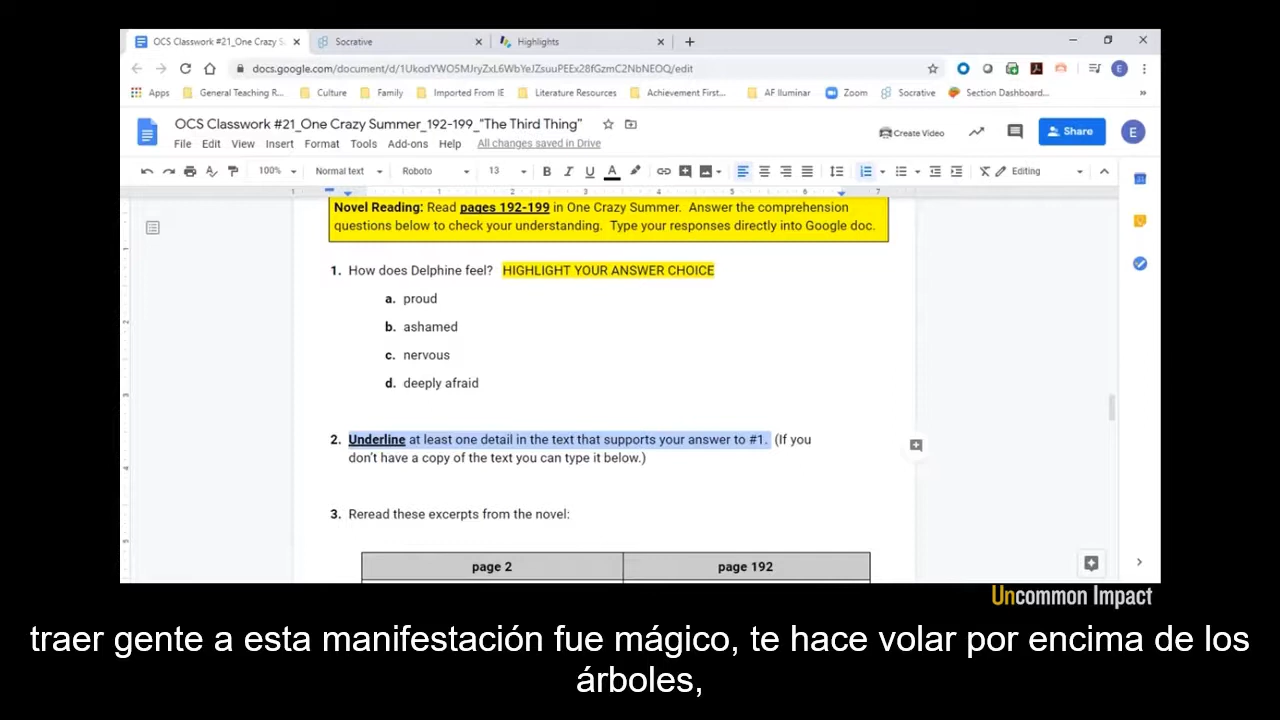 OCS Classwork #21_One Crazy S
Socrative
Highlights
docs.google.com/document/d/1UkodYWO5MJryZxL6WbYeJZsuuPEEx28fGzmC2NbNEOQ/edit
Apps
General Teaching R...
Culture
Family
Imported From IE
Literature Resources
Achievement First...
AF Iluminar
Zoom
Socrative
Section Dashboard...
OCS Classwork #21_One Crazy Summer_192-199_"The Third Thing"
File Edit View Insert Format Tools Add-ons Help All changes saved in Drive
Create Video
Share
E
100%
Normal text
Roboto
13
B I U A
Editing
Novel Reading: Read pages 192-199 in One Crazy Summer. Answer the comprehension
questions below to check your understanding. Type your responses directly into Google doc.
1. How does Delphine feel? HIGHLIGHT YOUR ANSWER CHOICE
a. proud
b. ashamed
c. nervous
d. deeply afraid
2. Underline at least one detail in the text that supports your answer to #1. (If you
don't have a copy of the text you can type it below.)
3. Reread these excerpts from the novel:
page 2
page 192
Uncommon Impact
traer gente a esta manifestación fue mágico, te hace volar por encima de los
árboles,